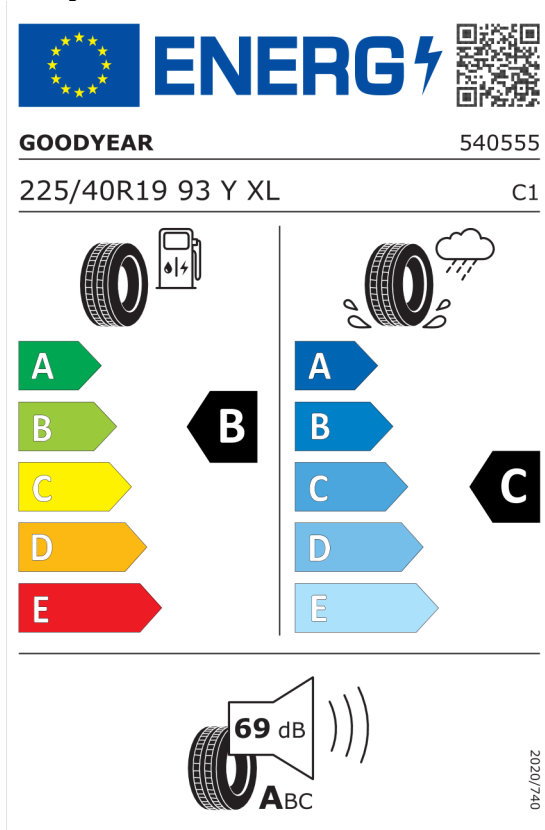 ENERG
GOODYEAR 540555
225/40R19 93 Y XL C1
A A
B B B
C C C
D D
E E
69 dB
ABC
2020/740